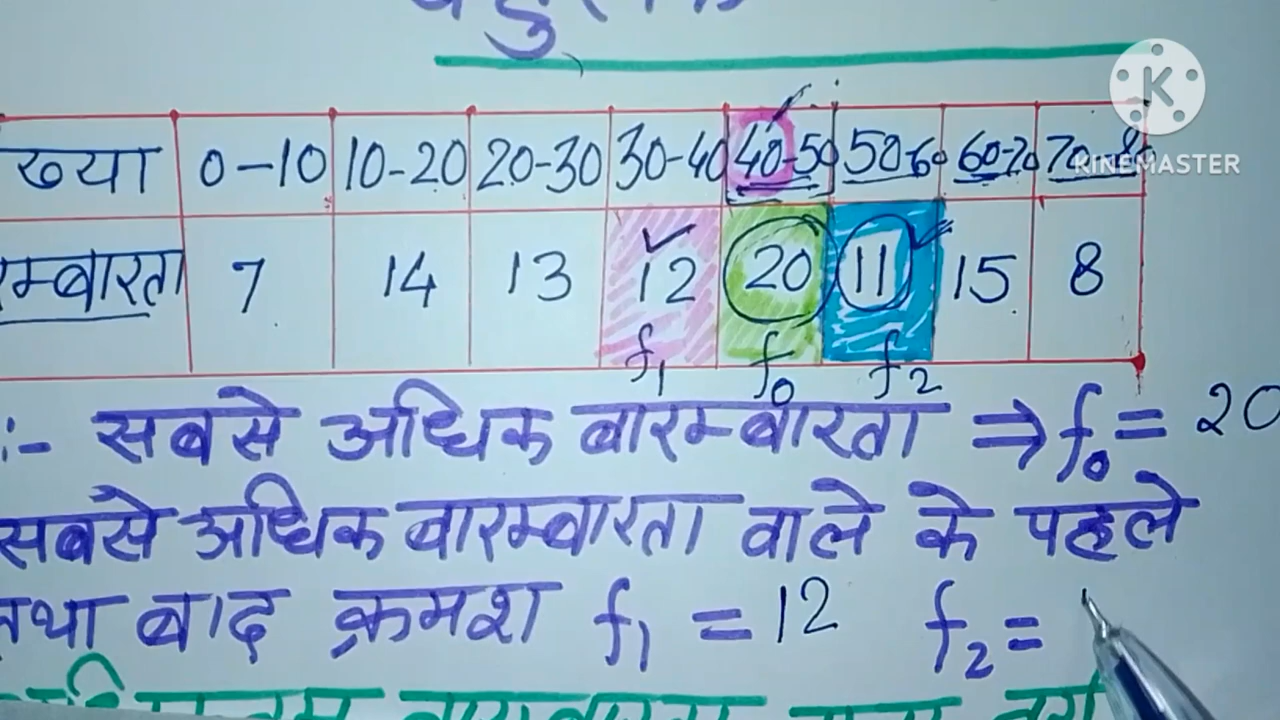 ख्या 0-10 10-20 20-30 30-40 40-50 50-60 60-70 70-80
रम्बारता 7 14 13 12 20 11 15 8
f₁ f₀ f₂
:- सबसे अधिक बारम्बारता ⇒ f₀ = 20
सबसे अधिक बारम्बारता वाले के पहले
तथा बाद क्रमश f₁ = 12 f₂ =
KINEMASTER